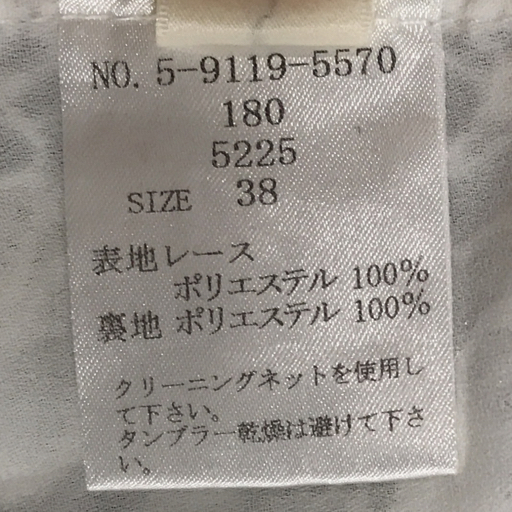 NO. 5-9119-5570
180
5225
SIZE 38
表地レース
ポリエステル 100%
裏地 ポリエステル 100%
クリーニングネットを使用し
て下さい。
タンブラー乾燥は避けて下さ
い。